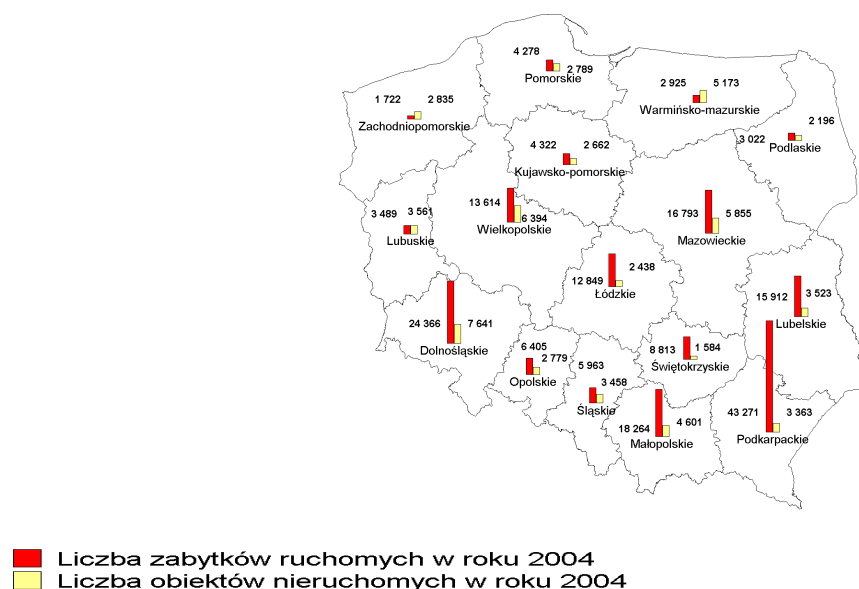 4 278
2 789
Pomorskie
2 925 5 173
Warmińsko-mazurskie
1 722 2 835
Zachodniopomorskie
3 022 2 196
Podlaskie
4 322 2 662
Kujawsko-pomorskie
13 614
6 394
Wielkopolskie
3 489 3 561
Lubuskie
16 793 5 855
Mazowieckie
12 849 2 438
Łódzkie
15 912 3 523
Lubelskie
24 366 7 641
Dolnośląskie
6 405
2 779
Opolskie
5 963
3 458
Śląskie
8 813 1 584
Świętokrzyskie
18 264 4 601
Małopolskie
43 271 3 363
Podkarpackie
Liczba zabytków ruchomych w roku 2004
Liczba obiektów nieruchomych w roku 2004